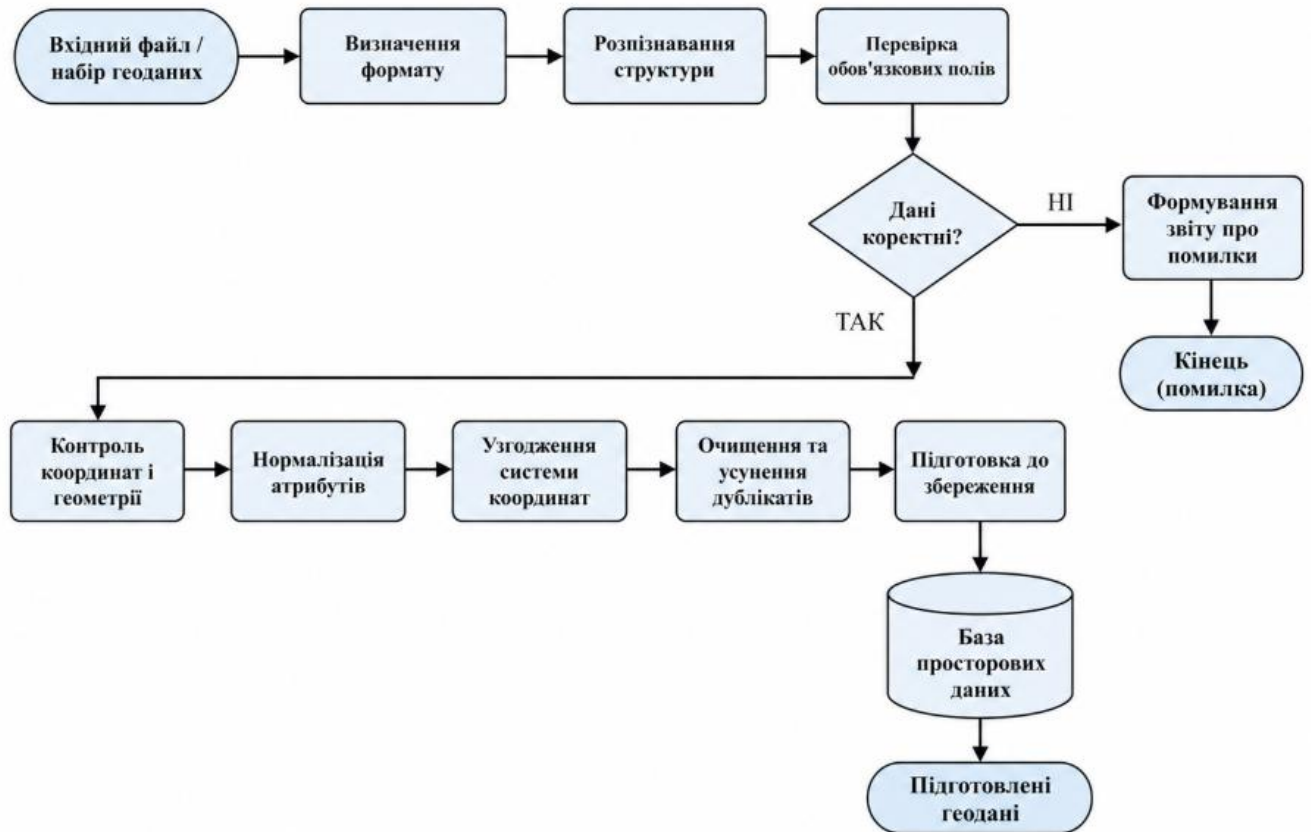 Вхідний файл /
набір геоданих
Визначення
формату
Розпізнавання
структури
Перевірка
обов'язкових полів
Дані
коректні?
НІ
Формування
звіту про
помилки
ТАК
Кінець
(помилка)
Контроль
координат і
геометрії
Нормалізація
атрибутів
Узгодження
системи
координат
Очищення та
усунення
дублікатів
Підготовка до
збереження
База
просторових
даних
Підготовлені
геодані